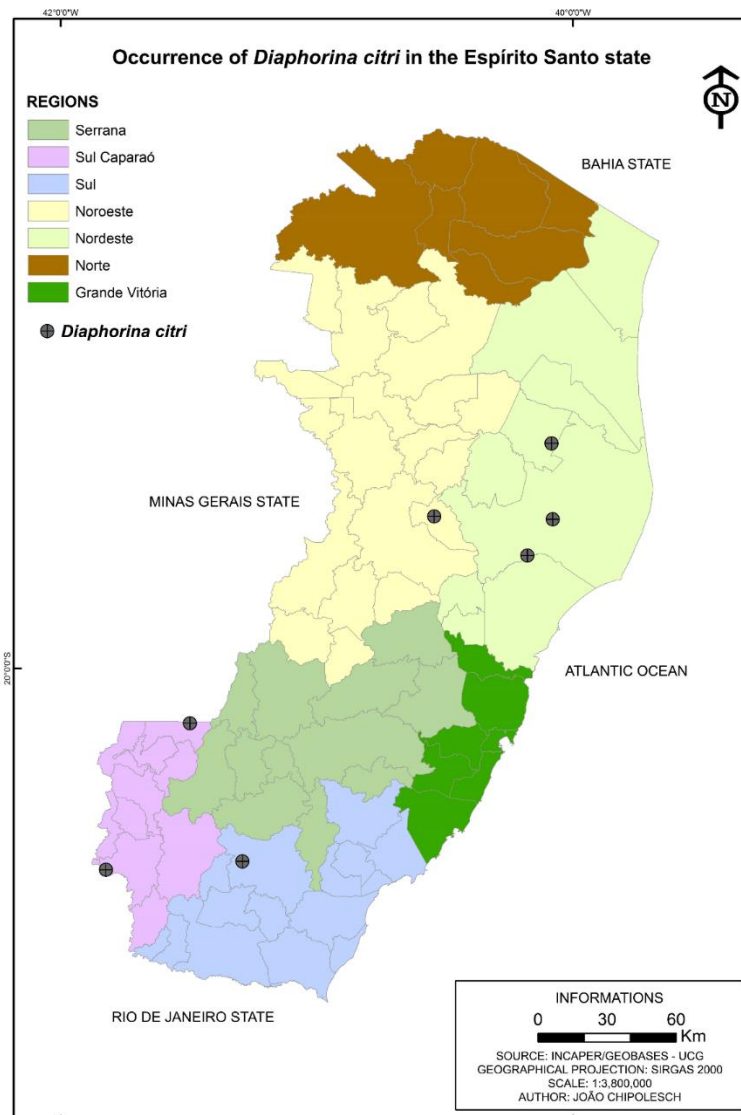 42°0'0"W
40°0'0"W
Occurrence of Diaphorina citri in the Espírito Santo state
N
REGIONS
Serrana
Sul Caparaó
Sul
Noroeste
Nordeste
Norte
Grande Vitória
Diaphorina citri
BAHIA STATE
MINAS GERAIS STATE
20°0'0"S
ATLANTIC OCEAN
RIO DE JANEIRO STATE
INFORMATIONS
0 30 60
Km
SOURCE: INCAPER/GEOBASES - UCG
GEOGRAPHICAL PROJECTION: SIRGAS 2000
SCALE: 1:3,800,000
AUTHOR: JOÃO CHIPOLESCH